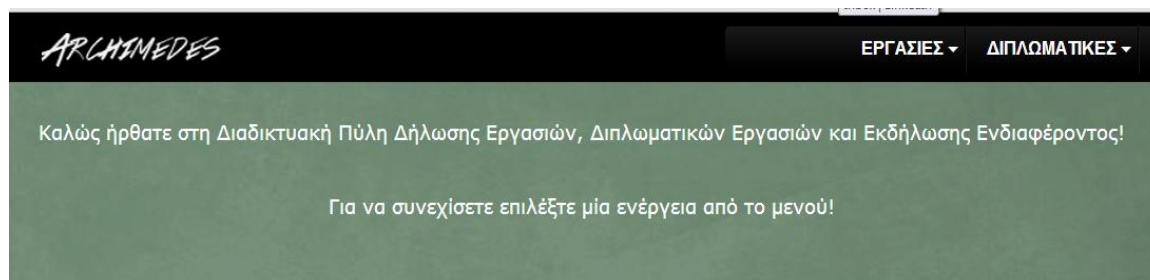 ARCHIMEDES
ΕΡΓΑΣΙΕΣ ΔΙΠΛΩΜΑΤΙΚΕΣ
Καλώς ήρθατε στη Διαδικτυακή Πύλη Δήλωσης Εργασιών, Διπλωματικών Εργασιών και Εκδήλωσης Ενδιαφέροντος!
Για να συνεχίσετε επιλέξτε μία ενέργεια από το μενού!